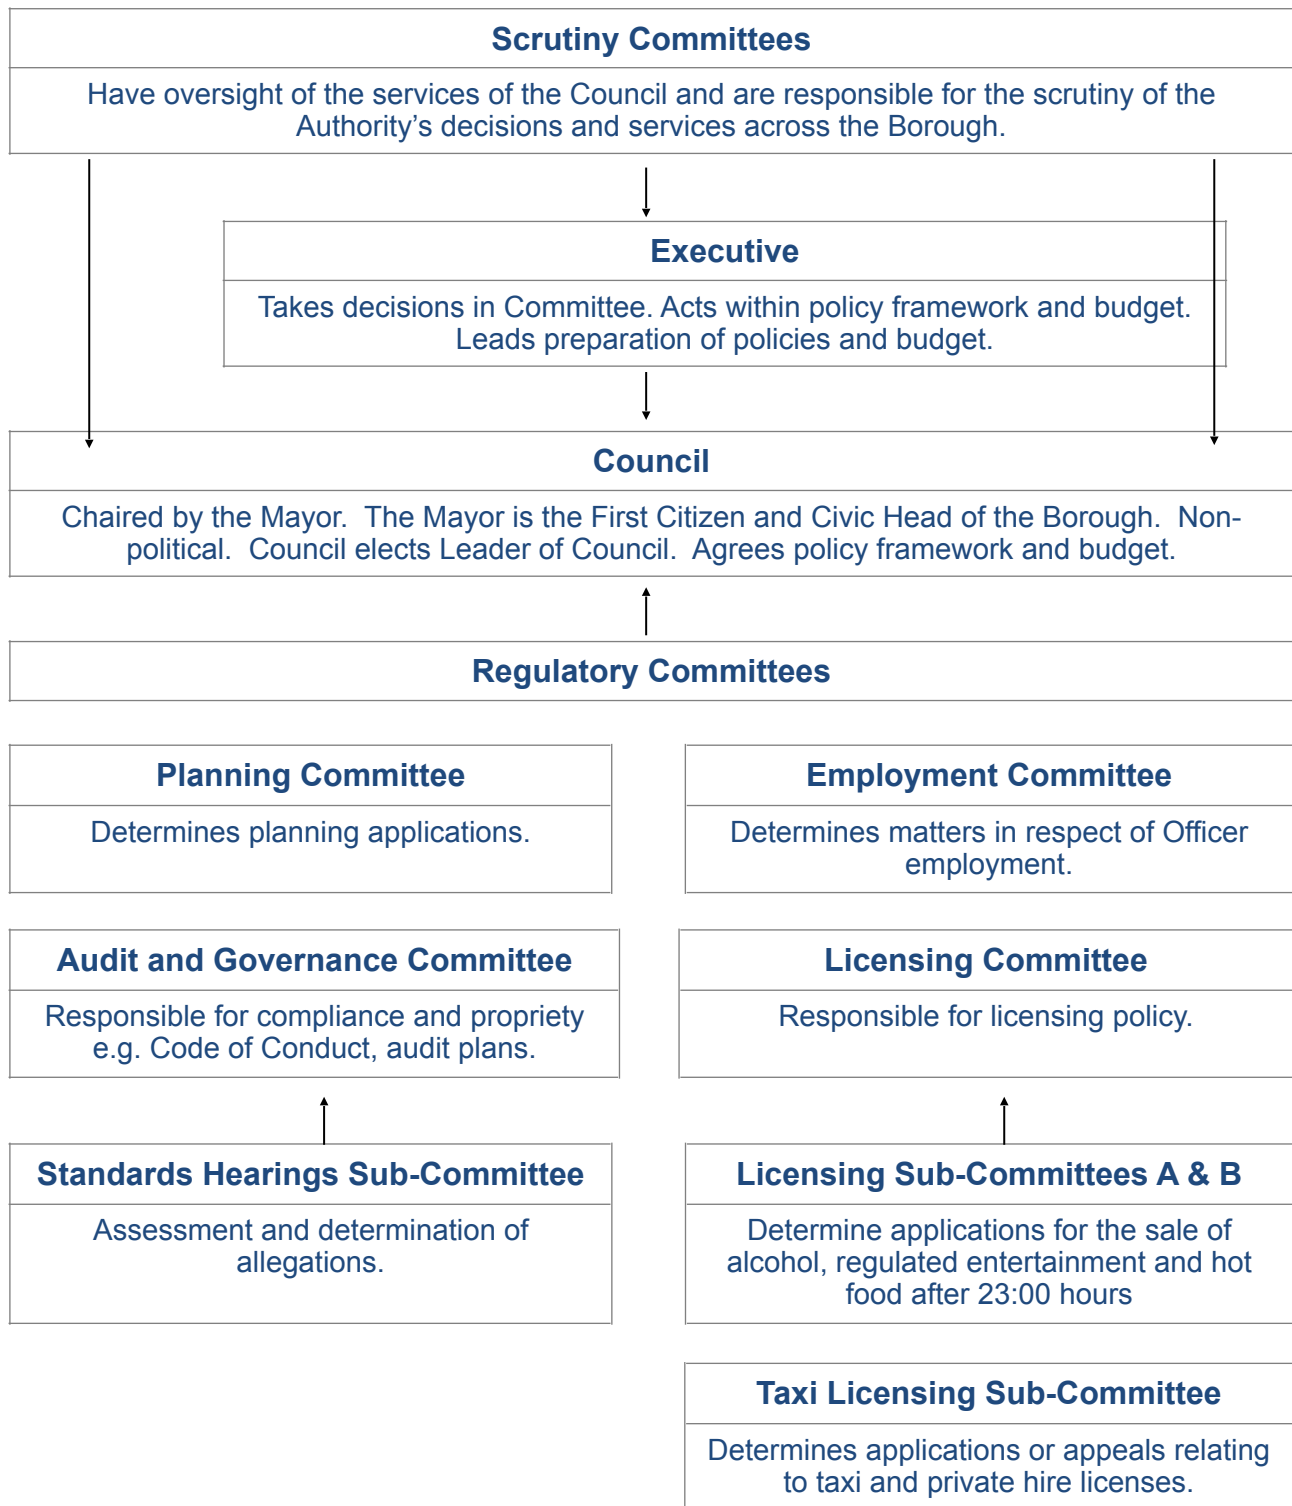 Scrutiny Committees
Have oversight of the services of the Council and are responsible for the scrutiny of the
Authority’s decisions and services across the Borough.
Executive
Takes decisions in Committee. Acts within policy framework and budget.
Leads preparation of policies and budget.
Council
Chaired by the Mayor.  The Mayor is the First Citizen and Civic Head of the Borough.  Non-
political.  Council elects Leader of Council.  Agrees policy framework and budget.
Regulatory Committees
Planning Committee
Determines planning applications.
Employment Committee
Determines matters in respect of Officer
employment.
Audit and Governance Committee
Responsible for compliance and propriety
e.g. Code of Conduct, audit plans.
Licensing Committee
Responsible for licensing policy.
Standards Hearings Sub-Committee
Assessment and determination of
allegations.
Licensing Sub-Committees A & B
Determine applications for the sale of
alcohol, regulated entertainment and hot
food after 23:00 hours
Taxi Licensing Sub-Committee
Determines applications or appeals relating
to taxi and private hire licenses.